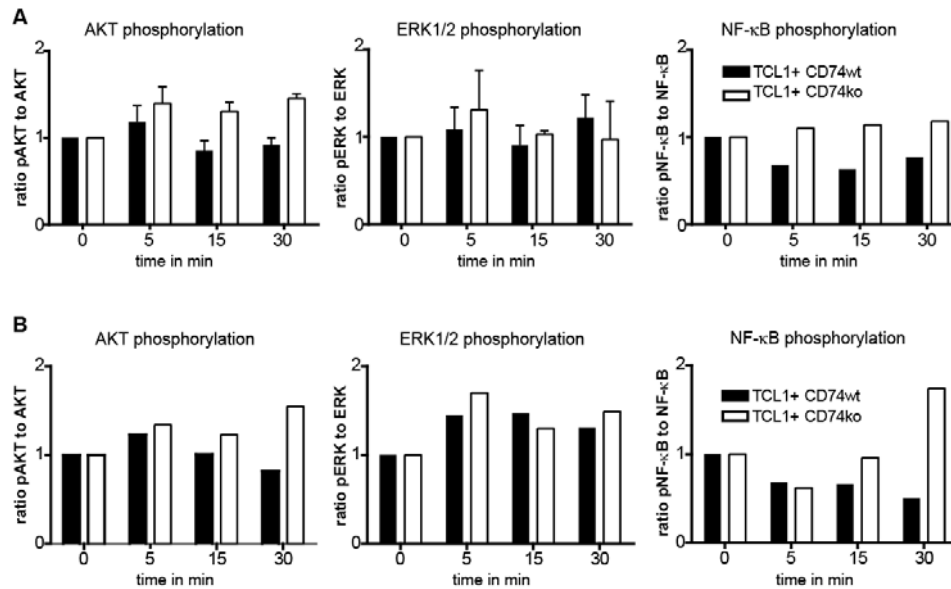 A
AKT phosphorylation
ratio pAKT to AKT
2
1
0
0 5 15 30
time in min
ERK1/2 phosphorylation
ratio pERK to ERK
2
1
0
0 5 15 30
time in min
NF-κB phosphorylation
ratio pNF-κB to NF-κB
2
1
0
TCL1+ CD74wt
TCL1+ CD74ko
0 5 15 30
time in min
B
AKT phosphorylation
ratio pAKT to AKT
2
1
0
0 5 15 30
time in min
ERK1/2 phosphorylation
ratio pERK to ERK
2
1
0
0 5 15 30
time in min
NF-κB phosphorylation
ratio pNF-κB to NF-κB
2
1
0
TCL1+ CD74wt
TCL1+ CD74ko
0 5 15 30
time in min